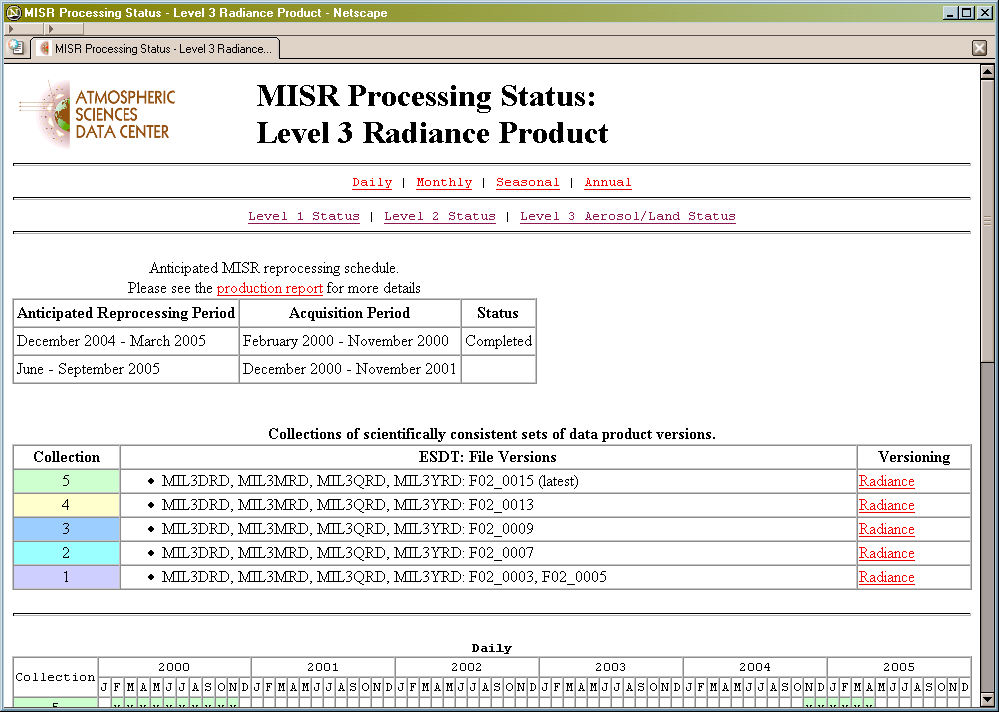 MISR Processing Status - Level 3 Radiance Product - Netscape
MISR Processing Status - Level 3 Radiance...
ATMOSPHERIC
SCIENCES
DATA CENTER
MISR Processing Status:
Level 3 Radiance Product
Daily | Monthly | Seasonal | Annual
Level 1 Status | Level 2 Status | Level 3 Aerosol/Land Status
Anticipated MISR reprocessing schedule.
Please see the production report for more details
Anticipated Reprocessing Period Acquisition Period Status
December 2004 - March 2005 February 2000 - November 2000 Completed
June - September 2005 December 2000 - November 2001
Collections of scientifically consistent sets of data product versions.
Collection ESDT: File Versions Versioning
5 • MIL3DRD, MIL3MRD, MIL3QRD, MIL3YRD: F02_0015 (latest) Radiance
4 • MIL3DRD, MIL3MRD, MIL3QRD, MIL3YRD: F02_0013 Radiance
3 • MIL3DRD, MIL3MRD, MIL3QRD, MIL3YRD: F02_0009 Radiance
2 • MIL3DRD, MIL3MRD, MIL3QRD, MIL3YRD: F02_0007 Radiance
1 • MIL3DRD, MIL3MRD, MIL3QRD, MIL3YRD: F02_0003, F02_0005 Radiance
Daily
Collection 2000 2001 2002 2003 2004 2005
J F M A M J J A S O N D J F M A M J J A S O N D J F M A M J J A S O N D J F M A M J J A S O N D J F M A M J J A S O N D J F M A M J J A S O N D